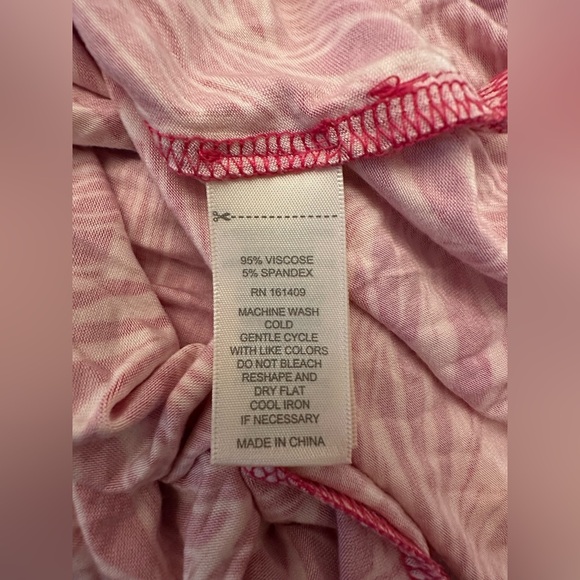 95% VISCOSE
5% SPANDEX
RN 161409
MACHINE WASH
COLD
GENTLE CYCLE
WITH LIKE COLORS
DO NOT BLEACH
RESHAPE AND
DRY FLAT
COOL IRON
IF NECESSARY
MADE IN CHINA